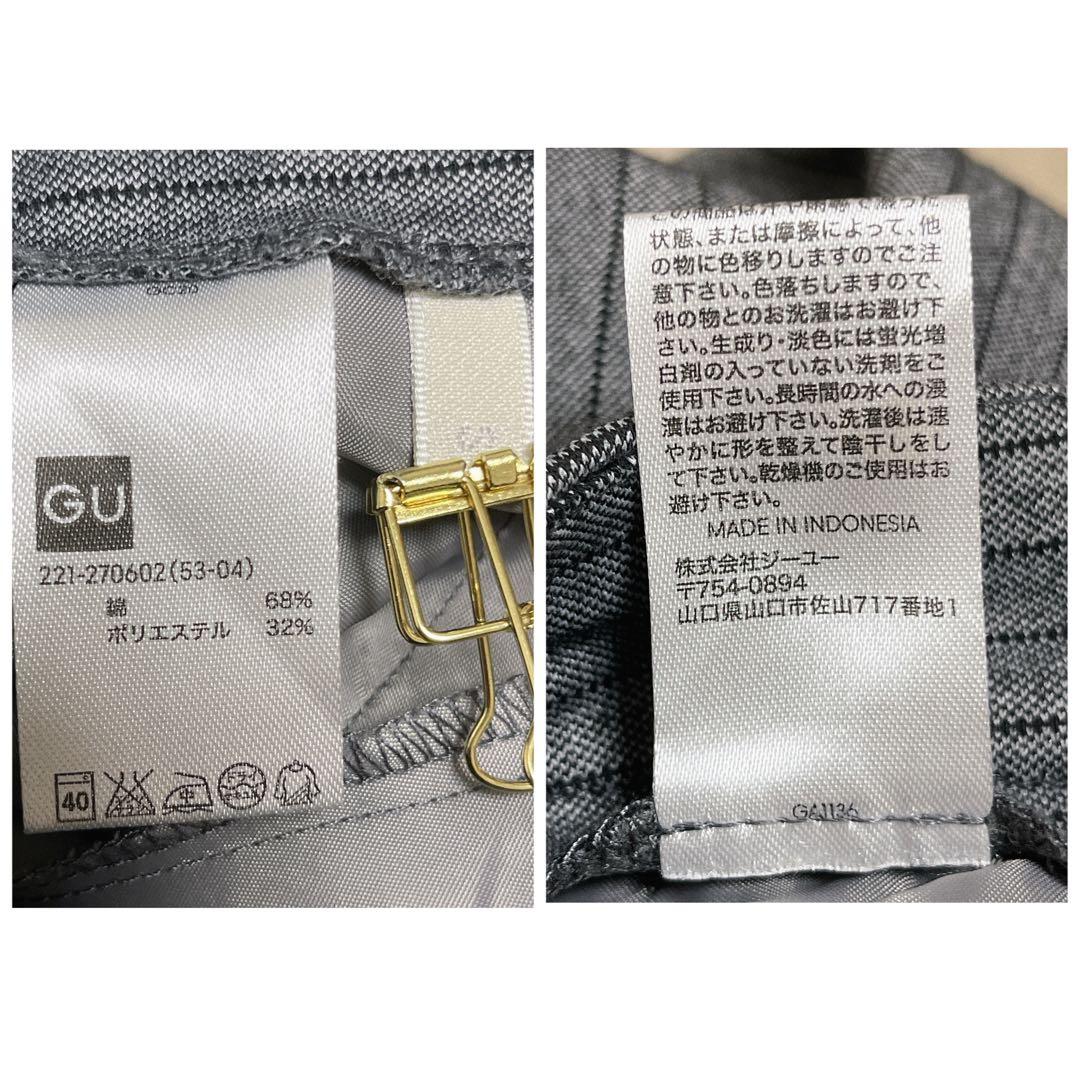 GU
221-270602(53-04)
綿 68%
ポリエステル 32%
40 中 ドライ
状態、または摩擦によって、他
の物に色移りしますのでご注
意下さい。色落ちしますので、
他の物とのお洗濯はお避け下
さい。生成り・淡色には蛍光増
白剤の入っていない洗剤をご
使用下さい。長時間の水への浸
漬はお避け下さい。洗濯後は速
やかに形を整えて陰干しをし
て下さい。乾燥機のご使用はお
避け下さい。
MADE IN INDONESIA
株式会社ジーユー
〒754-0894
山口県山口市佐山717番地1
G61136